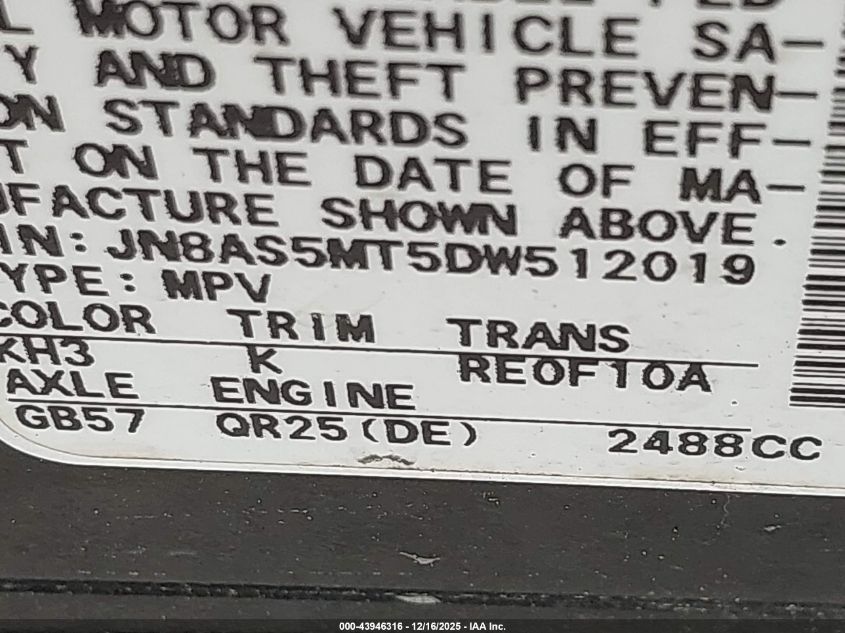 L MOTOR VEHICLE SA-
Y AND THEFT PREVEN-
ON STANDARDS IN EFF-
T ON THE DATE OF MA-
UFACTURE SHOWN ABOVE.
IN: JN8AS5MT5DW512019
YPE: MPV
COLOR TRIM TRANS
KH3 K RE0F10A
AXLE ENGINE
GB57 QR25(DE) 2488CC
000-43946316 - 12/16/2025 - IAA Inc.